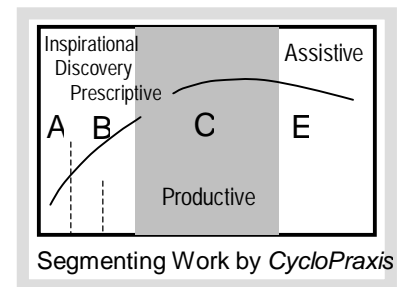 Inspirational
Discovery
Prescriptive
Assistive
A B C E
Productive
Segmenting Work by CycloPraxis